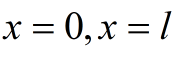 x = 0, x = l